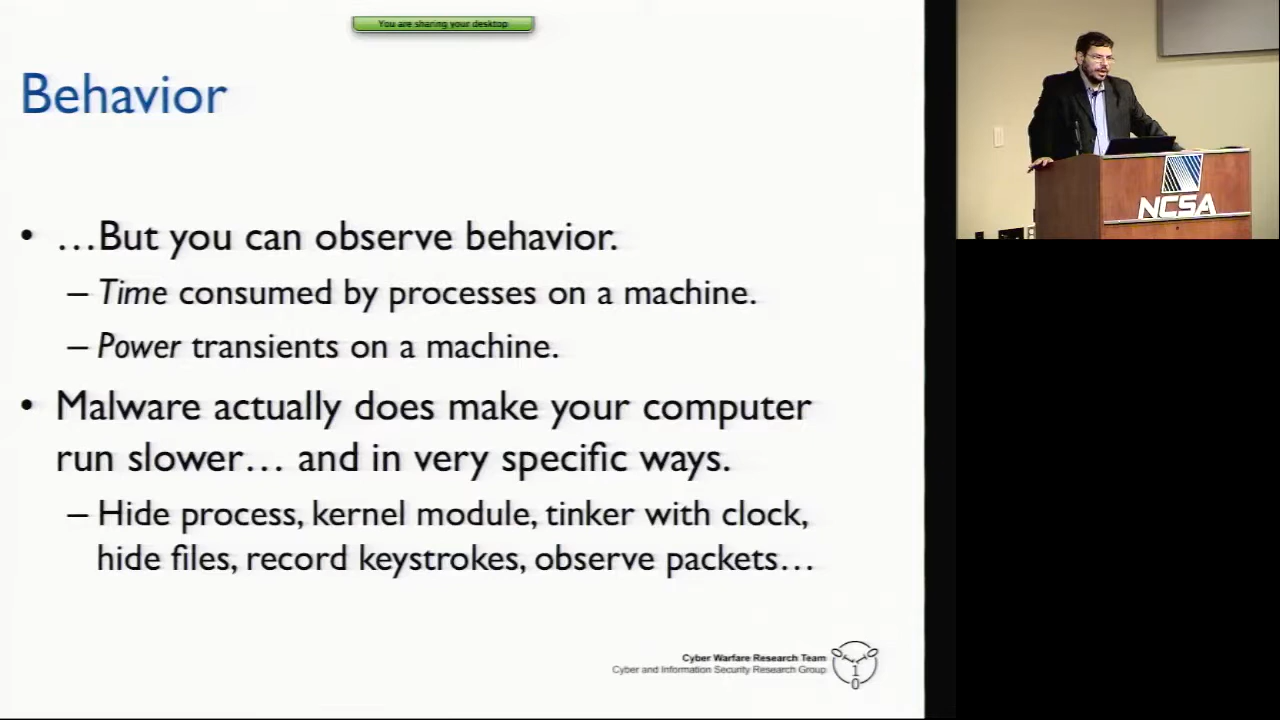 You are sharing your desktop
Behavior
• …But you can observe behavior.
– Time consumed by processes on a machine.
– Power transients on a machine.
• Malware actually does make your computer
run slower… and in very specific ways.
– Hide process, kernel module, tinker with clock,
hide files, record keystrokes, observe packets…
Cyber Warfare Research Team
Cyber and Information Security Research Group
1
0
NCSA